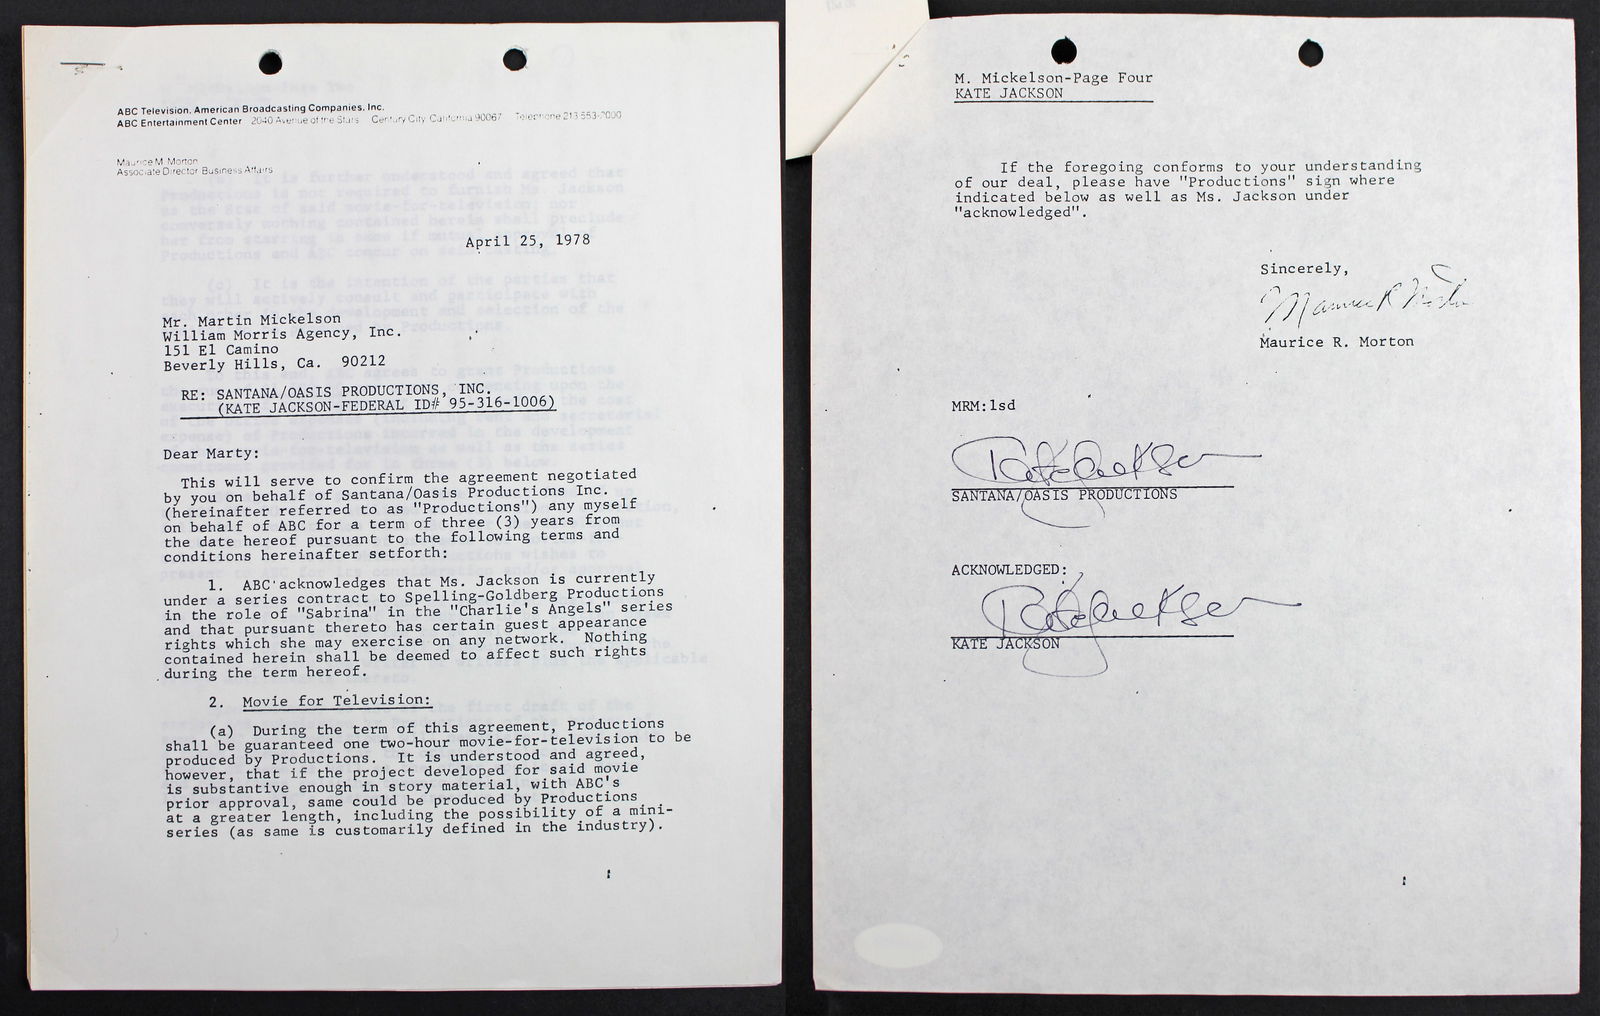 ABC Television, American Broadcasting Companies, Inc.
ABC Entertainment Center 2040 Avenue of the Stars Century City California 90067 Telephone 213 553-2000
Maurice M Morton
Associate Director Business Affairs
April 25, 1978
Mr. Martin Mickelson
William Morris Agency, Inc.
151 El Camino
Beverly Hills, Ca. 90212
RE: SANTANA/OASIS PRODUCTIONS, INC.
(KATE JACKSON-FEDERAL ID# 95-316-1006)
Dear Marty:
This will serve to confirm the agreement negotiated
by you on behalf of Santana/Oasis Productions Inc.
(hereinafter referred to as "Productions") any myself
on behalf of ABC for a term of three (3) years from
the date hereof pursuant to the following terms and
conditions hereinafter setforth:
1. ABC acknowledges that Ms. Jackson is currently
under a series contract to Spelling-Goldberg Productions
in the role of "Sabrina" in the "Charlie's Angels" series
and that pursuant thereto has certain guest appearance
rights which she may exercise on any network. Nothing
contained herein shall be deemed to affect such rights
during the term hereof.
2. Movie for Television:
(a) During the term of this agreement, Productions
shall be guaranteed one two-hour movie-for-television to be
produced by Productions. It is understood and agreed,
however, that if the project developed for said movie
is substantive enough in story material, with ABC's
prior approval, same could be produced by Productions
at a greater length, including the possibility of a mini-
series (as same is customarily defined in the industry).
M. Mickelson-Page Four
KATE JACKSON
If the foregoing conforms to your understanding
of our deal, please have "Productions" sign where
indicated below as well as Ms. Jackson under
"acknowledged".
Sincerely,
Maurice R Morton
Maurice R. Morton
MRM:lsd
Kate Jackson
SANTANA/OASIS PRODUCTIONS
ACKNOWLEDGED:
Kate Jackson
KATE JACKSON